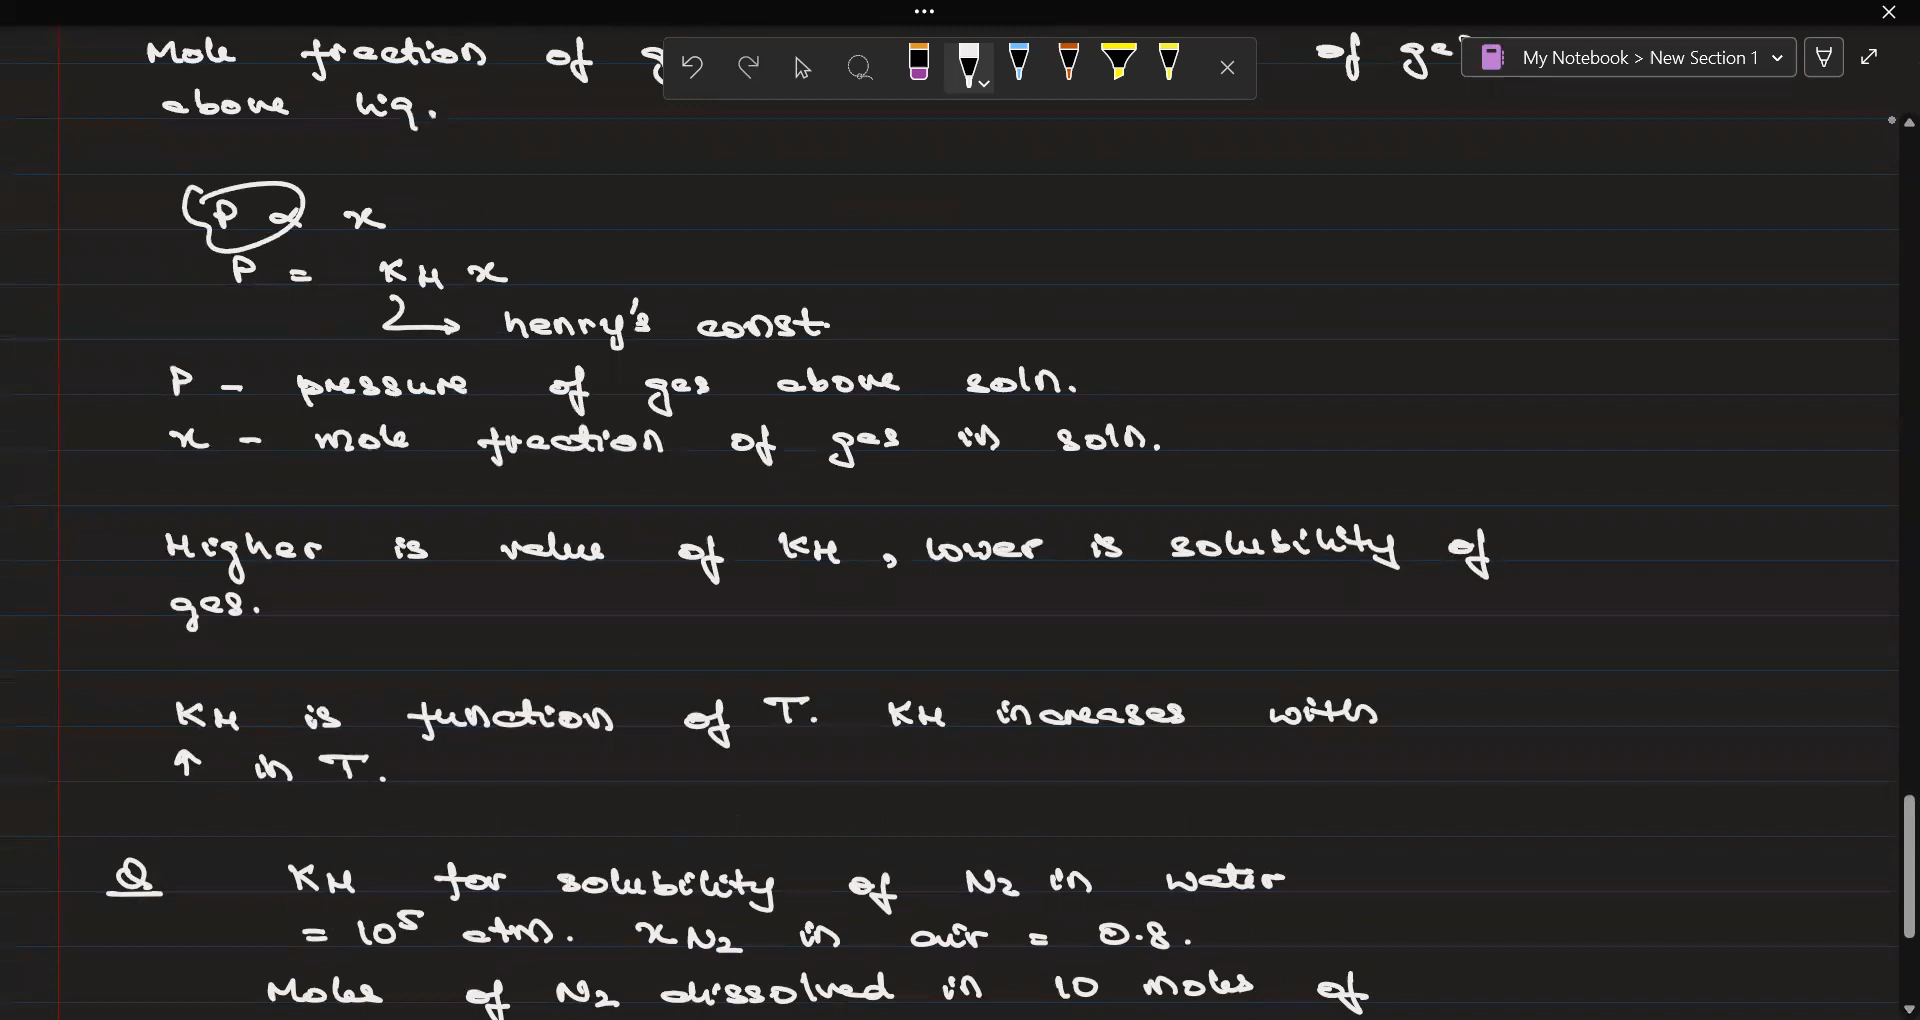 Mole fraction of g of ga
My Notebook > New Section 1
above liq.
P α x
P = KH x
henry's const.
P - pressure of gas above soln.
x - mole fraction of gas in soln.
Higher is value of KH, lower is solubility of
gas.
KH is function of T. KH increases with
↑ in T.
Q KH for solubility of N2 in water
= 10⁵ atm. xN2 in air = 0.8.
Moles of N2 dissolved in 10 moles of